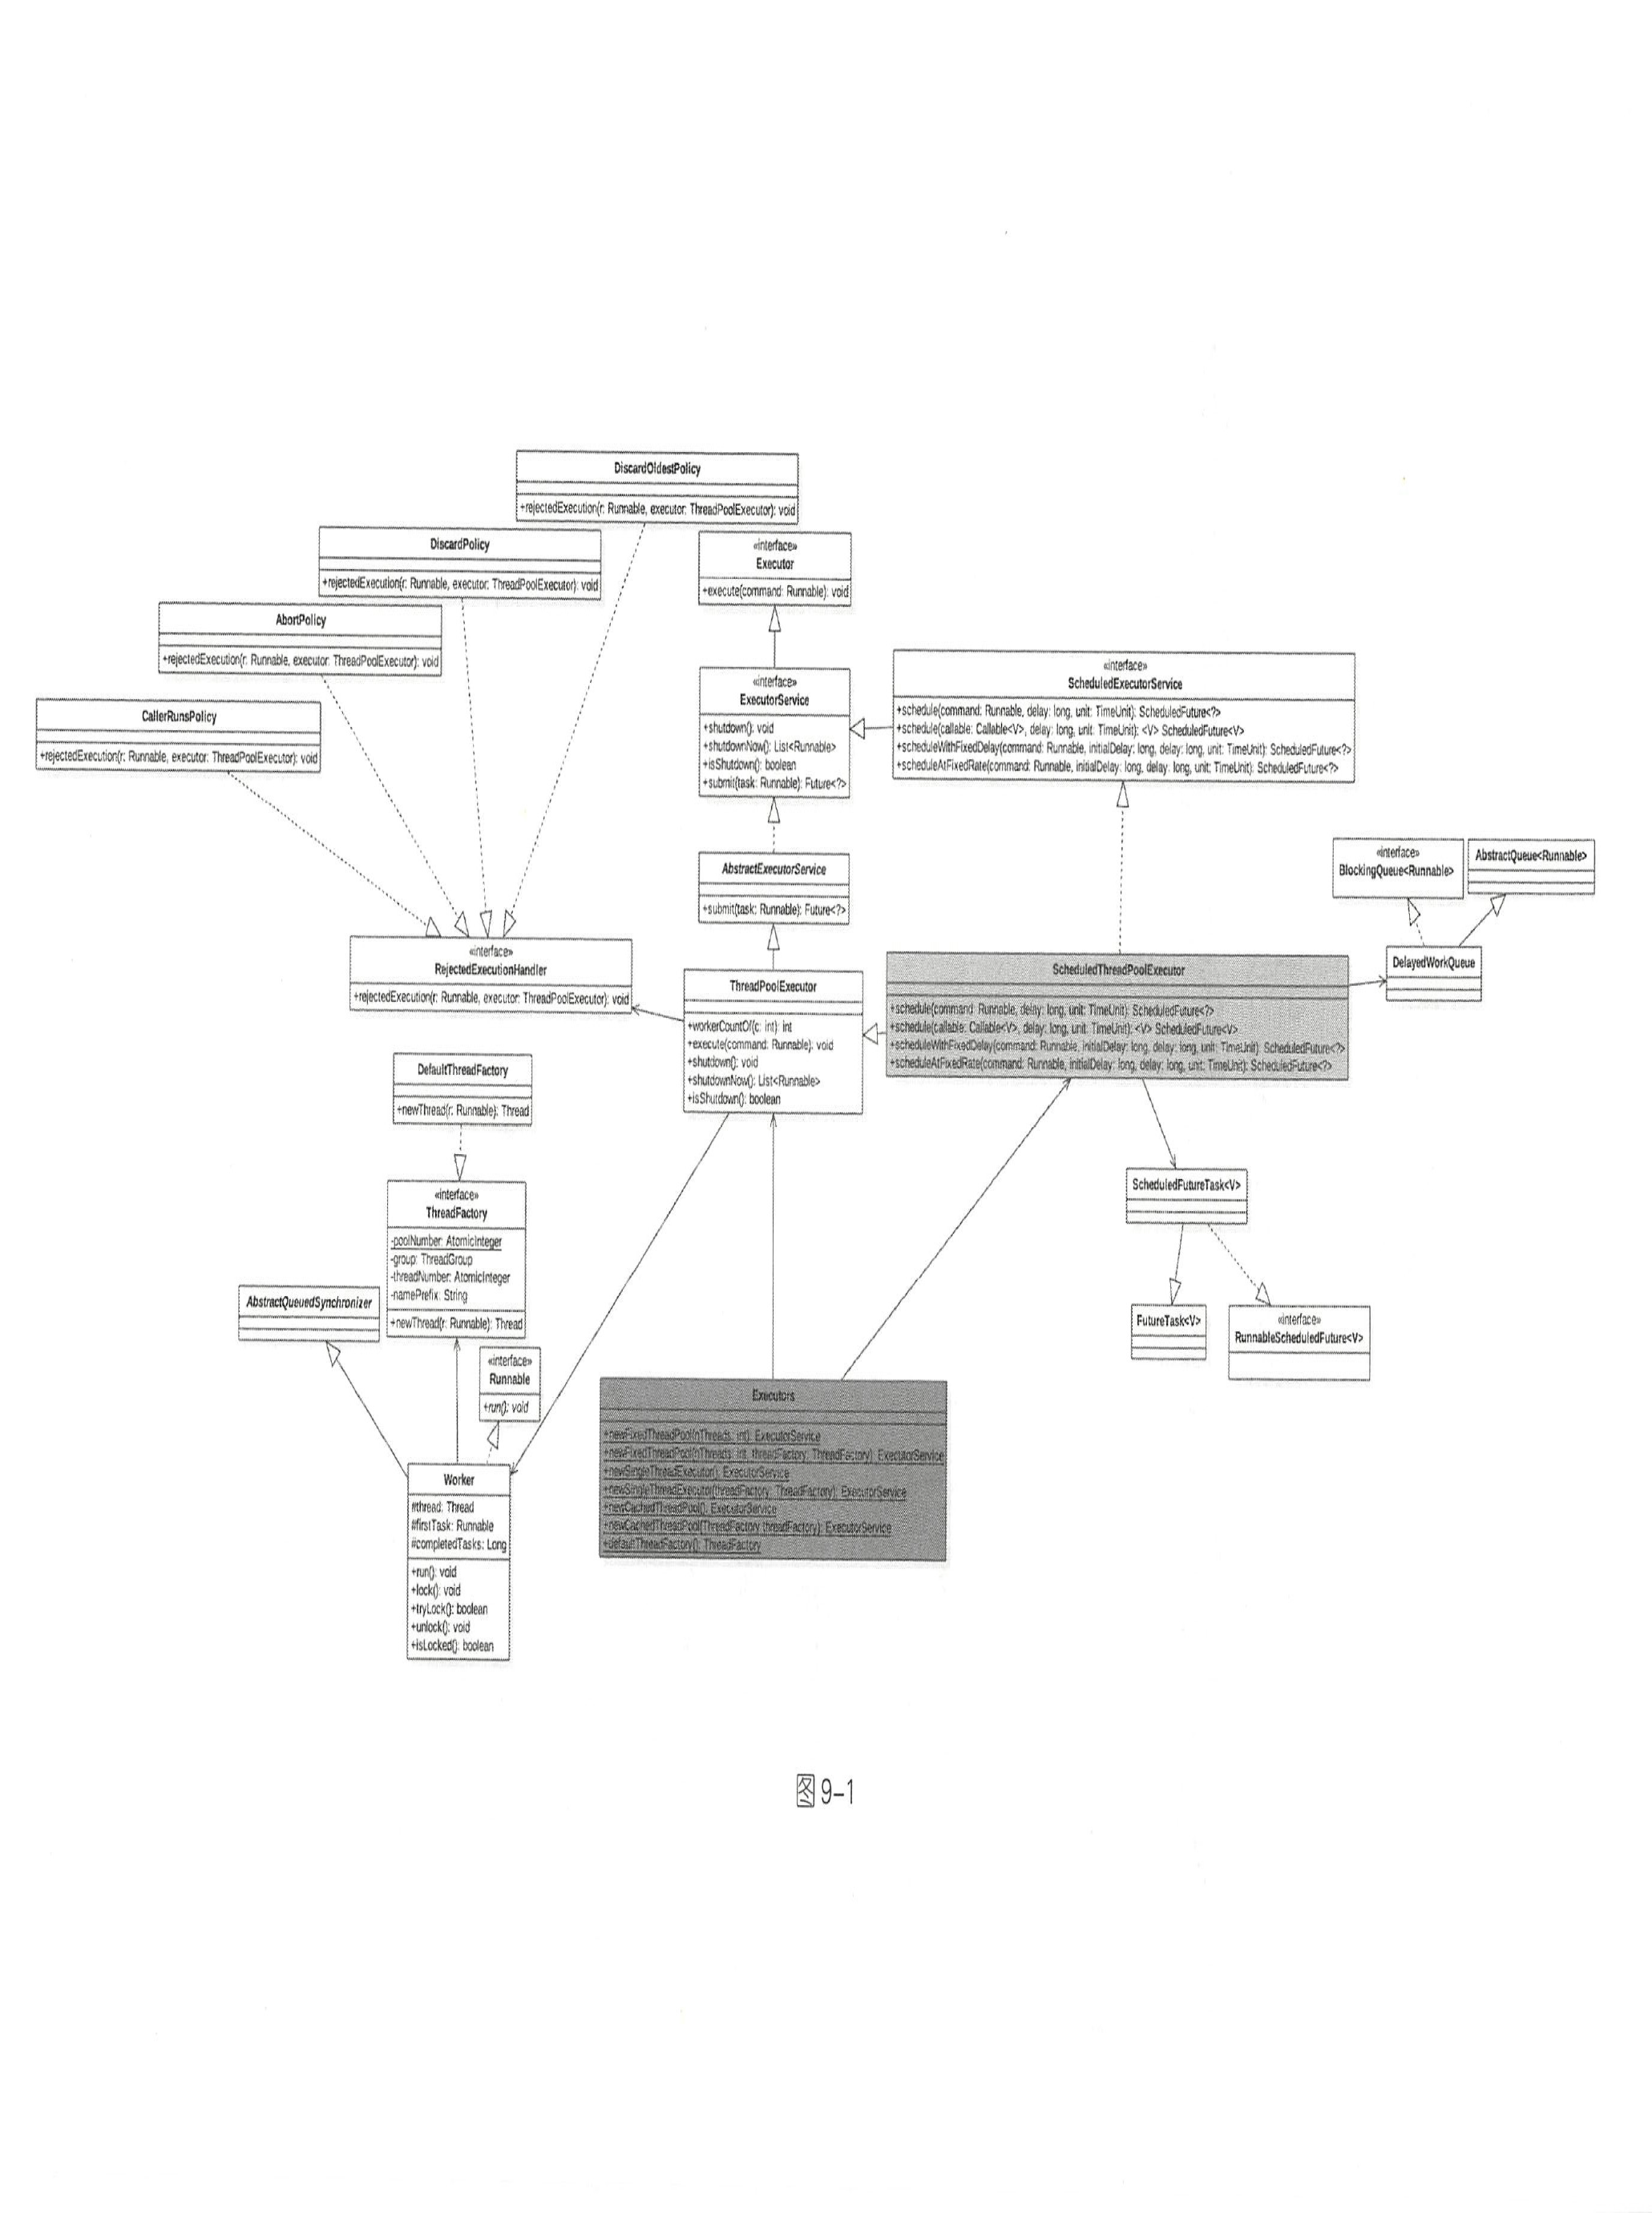 DiscardOldestPolicy
+rejectedExecution(r: Runnable, executor: ThreadPoolExecutor): void
DiscardPolicy
+rejectedExecution(r: Runnable, executor: ThreadPoolExecutor): void
AbortPolicy
+rejectedExecution(r: Runnable, executor: ThreadPoolExecutor): void
CallerRunsPolicy
+rejectedExecution(r: Runnable, executor: ThreadPoolExecutor): void
«interface»
Executor
+execute(command: Runnable): void
«interface»
ExecutorService
+shutdown(): void
+shutdownNow(): List<Runnable>
+isShutdown(): boolean
+submit(task: Runnable): Future<?>
«interface»
ScheduledExecutorService
+schedule(command: Runnable, delay: long, unit: TimeUnit): ScheduledFuture<?>
+schedule(callable: Callable<V>, delay: long, unit: TimeUnit): <V> ScheduledFuture<V>
+scheduleWithFixedDelay(command: Runnable, initialDelay: long, delay: long, unit: TimeUnit): ScheduledFuture<?>
+scheduleAtFixedRate(command: Runnable, initialDelay: long, delay: long, unit: TimeUnit): ScheduledFuture<?>
AbstractExecutorService
+submit(task: Runnable): Future<?>
«interface»
BlockingQueue<Runnable>
AbstractQueue<Runnable>
«interface»
RejectedExecutionHandler
+rejectedExecution(r: Runnable, executor: ThreadPoolExecutor): void
ThreadPoolExecutor
+workerCountOf(c: int): int
+execute(command: Runnable): void
+shutdown(): void
+shutdownNow(): List<Runnable>
+isShutdown(): boolean
ScheduledThreadPoolExecutor
+schedule(command: Runnable, delay: long, unit: TimeUnit): ScheduledFuture<?>
+schedule(callable: Callable<V>, delay: long, unit: TimeUnit): <V> ScheduledFuture<V>
+scheduleWithFixedDelay(command: Runnable, initialDelay: long, delay: long, unit: TimeUnit): ScheduledFuture<?>
+scheduleAtFixedRate(command: Runnable, initialDelay: long, delay: long, unit: TimeUnit): ScheduledFuture<?>
DelayedWorkQueue
DefaultThreadFactory
+newThread(r: Runnable): Thread
«interface»
ThreadFactory
-poolNumber: AtomicInteger
-group: ThreadGroup
-threadNumber: AtomicInteger
-namePrefix: String
+newThread(r: Runnable): Thread
ScheduledFutureTask<V>
FutureTask<V>
«interface»
RunnableScheduledFuture<V>
AbstractQueuedSynchronizer
«interface»
Runnable
+run(): void
Executors
+newFixedThreadPool(nThreads: int): ExecutorService
+newFixedThreadPool(nThreads: int, threadFactory: ThreadFactory): ExecutorService
+newSingleThreadExecutor(): ExecutorService
+newSingleThreadExecutor(threadFactory: ThreadFactory): ExecutorService
+newCachedThreadPool(): ExecutorService
+newCachedThreadPool(ThreadFactory threadFactory): ExecutorService
+defaultThreadFactory(): ThreadFactory
Worker
#thread: Thread
#firstTask: Runnable
#completedTasks: Long
+run(): void
+lock(): void
+tryLock(): boolean
+unlock(): void
+isLocked(): boolean
图9-1